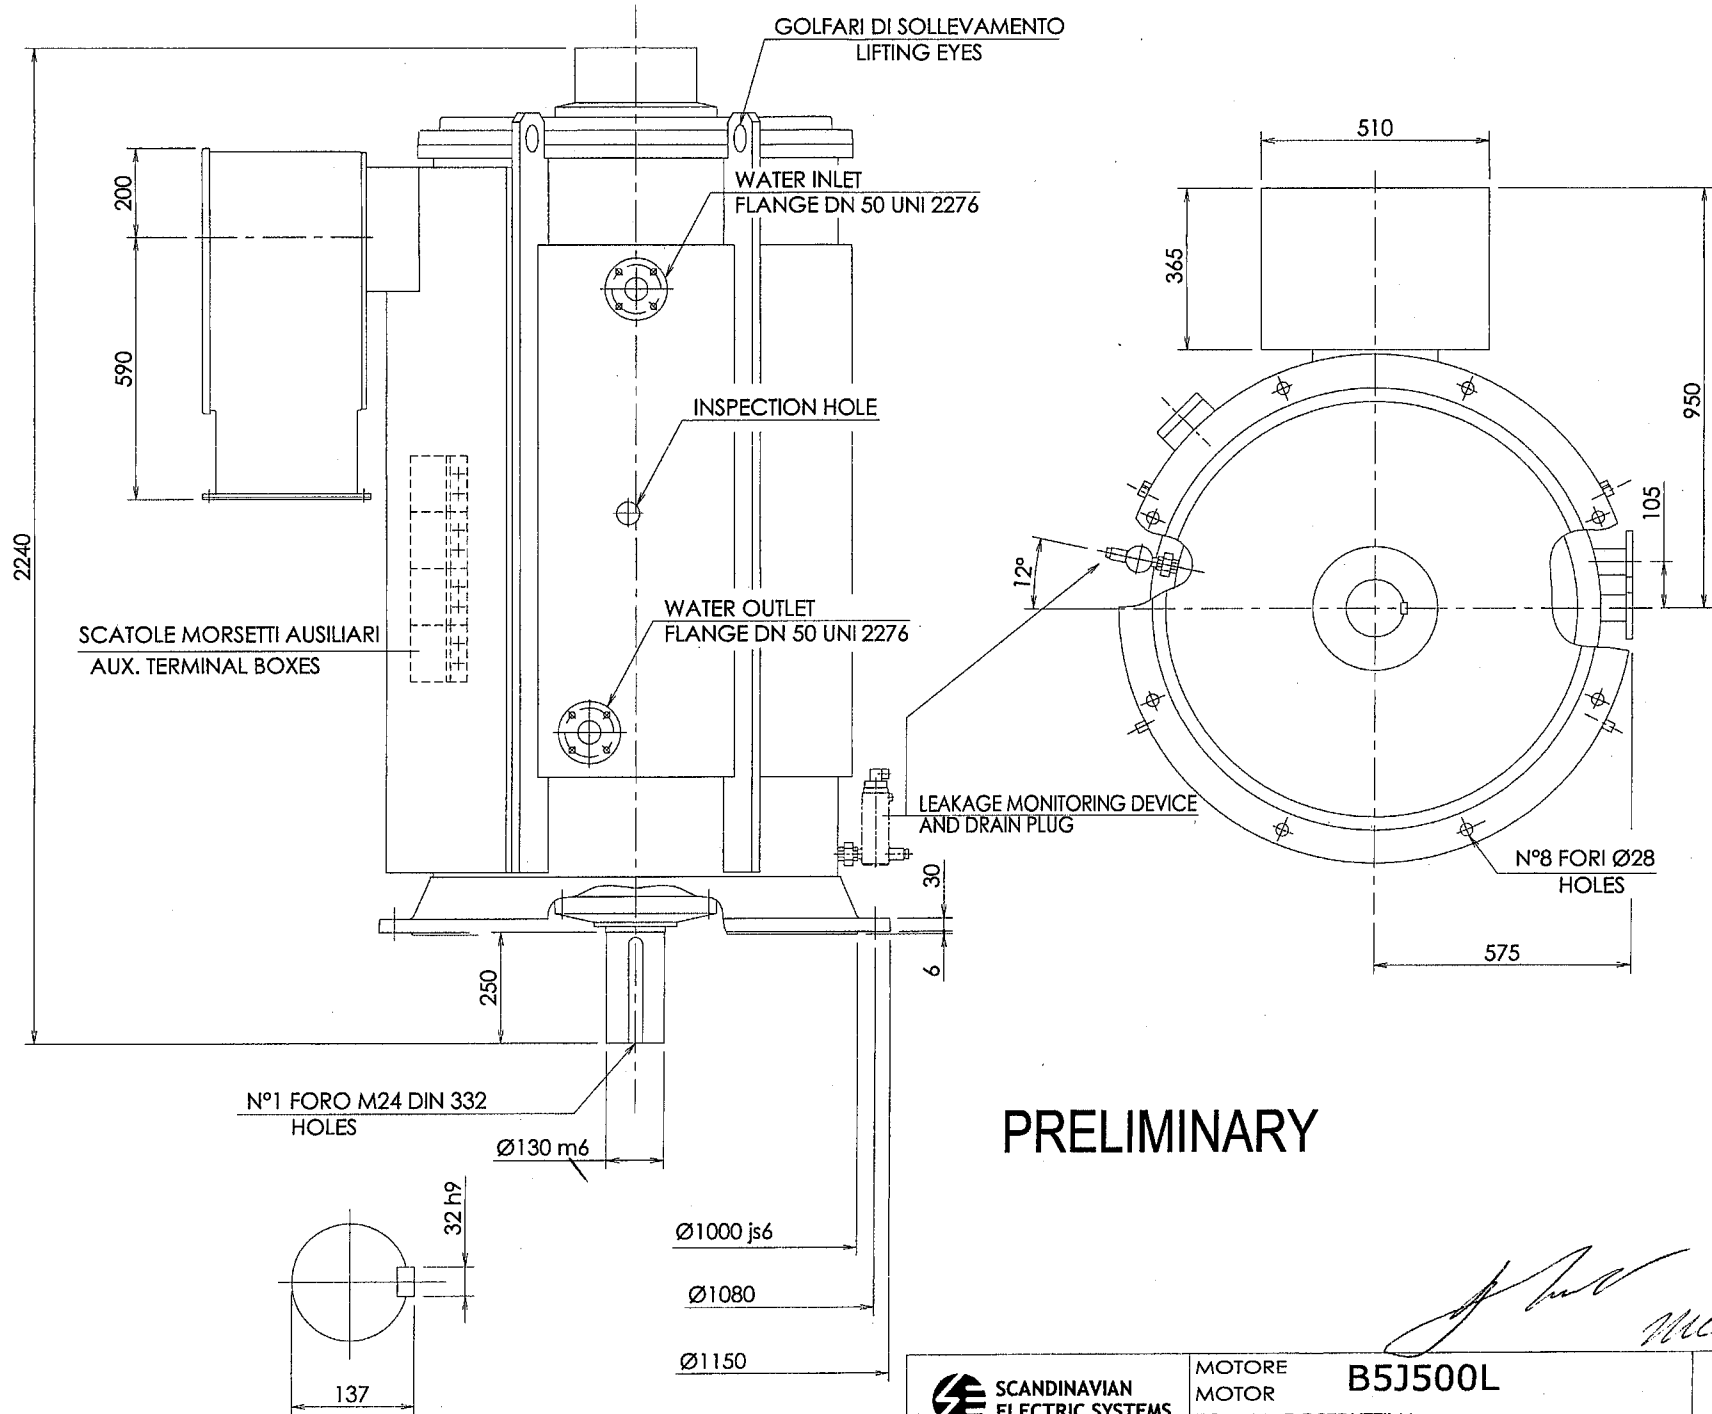 GOLFARI DI SOLLEVAMENTO
LIFTING EYES
510
200
WATER INLET
FLANGE DN 50 UNI 2276
365
590
950
INSPECTION HOLE
105
2240
12°
WATER OUTLET
FLANGE DN 50 UNI 2276
SCATOLE MORSETTI AUSILIARI
AUX. TERMINAL BOXES
LEAKAGE MONITORING DEVICE
AND DRAIN PLUG
N°8 FORI Ø28
HOLES
30
575
6
250
N°1 FORO M24 DIN 332
HOLES
PRELIMINARY
Ø130 m6
32 h9
Ø1000 js6
Ø1080
Ø1150
137
SCANDINAVIAN
ELECTRIC SYSTEMS
MOTORE
MOTOR
B5J500L